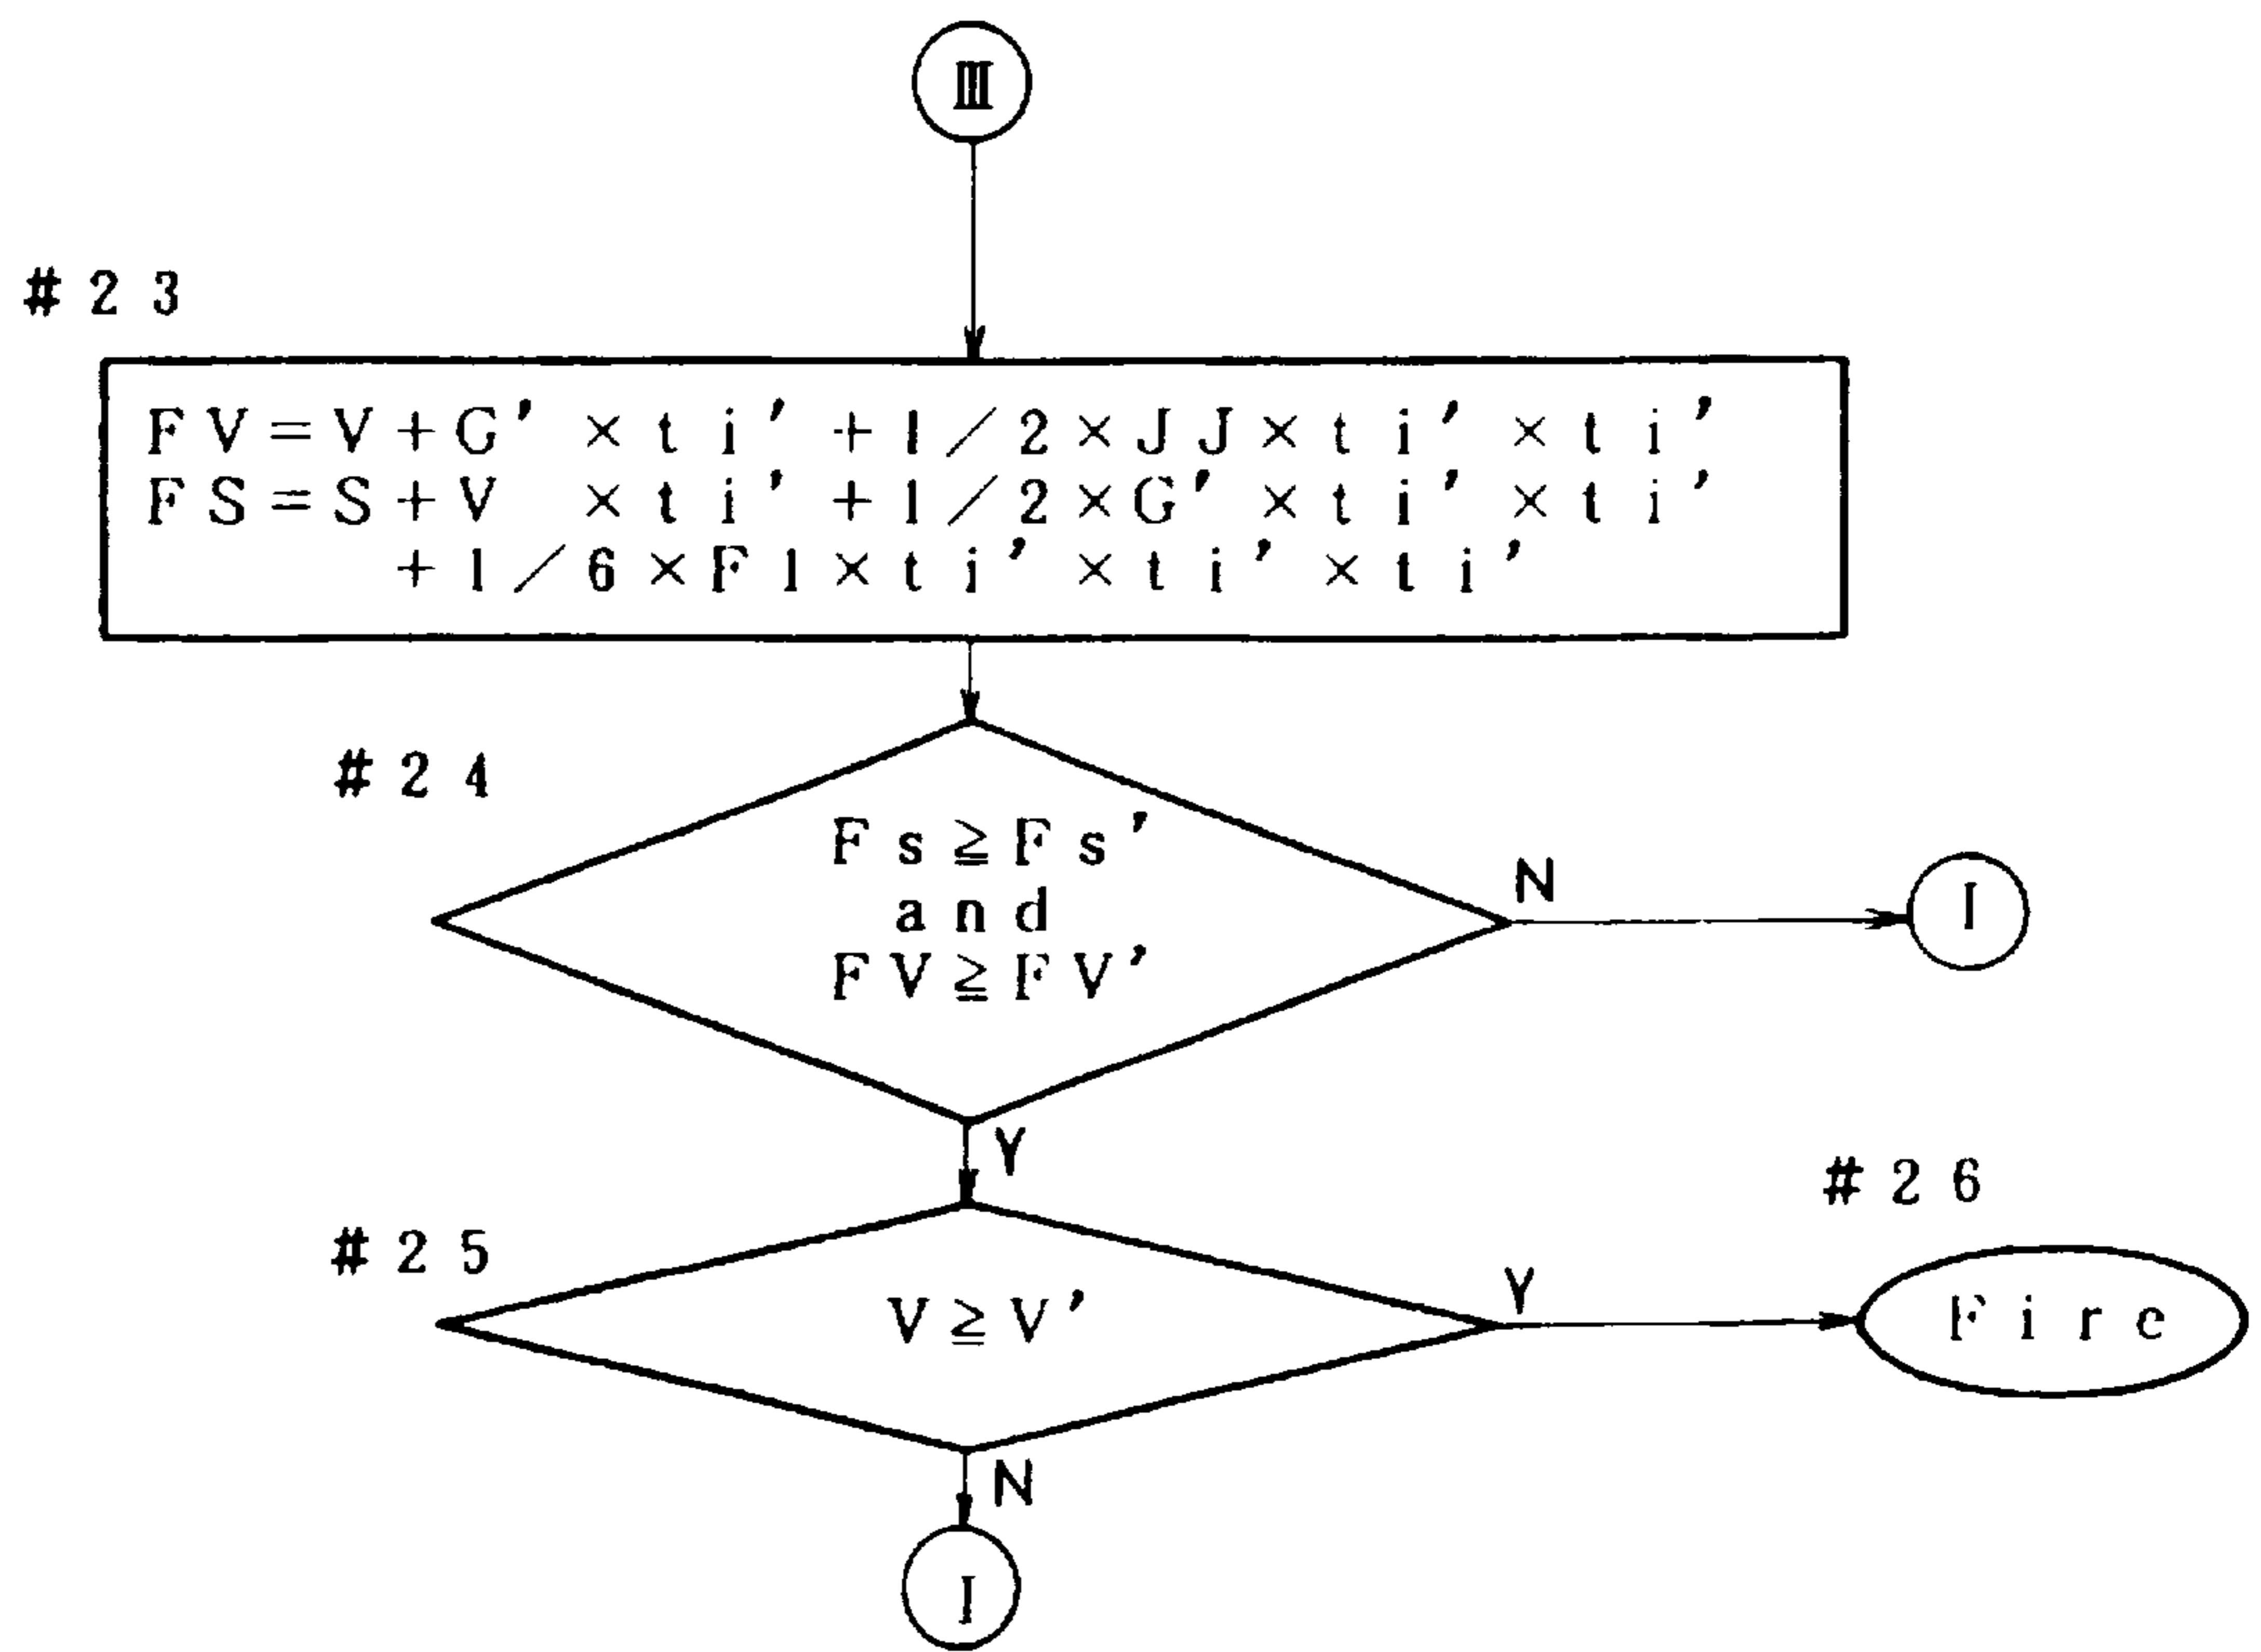 Ⅲ
#23
FV=V+G'×ti'+1/2×JJ×ti'×ti'
FS=S+V×ti'+1/2×G'×ti'×ti'
+1/6×F1×ti'×ti'×ti'
#24
Fs≧Fs'
and
FV≧FV'
N
Ⅰ
Y
#25
V≧V'
Y
#26
Fire
N
Ⅰ